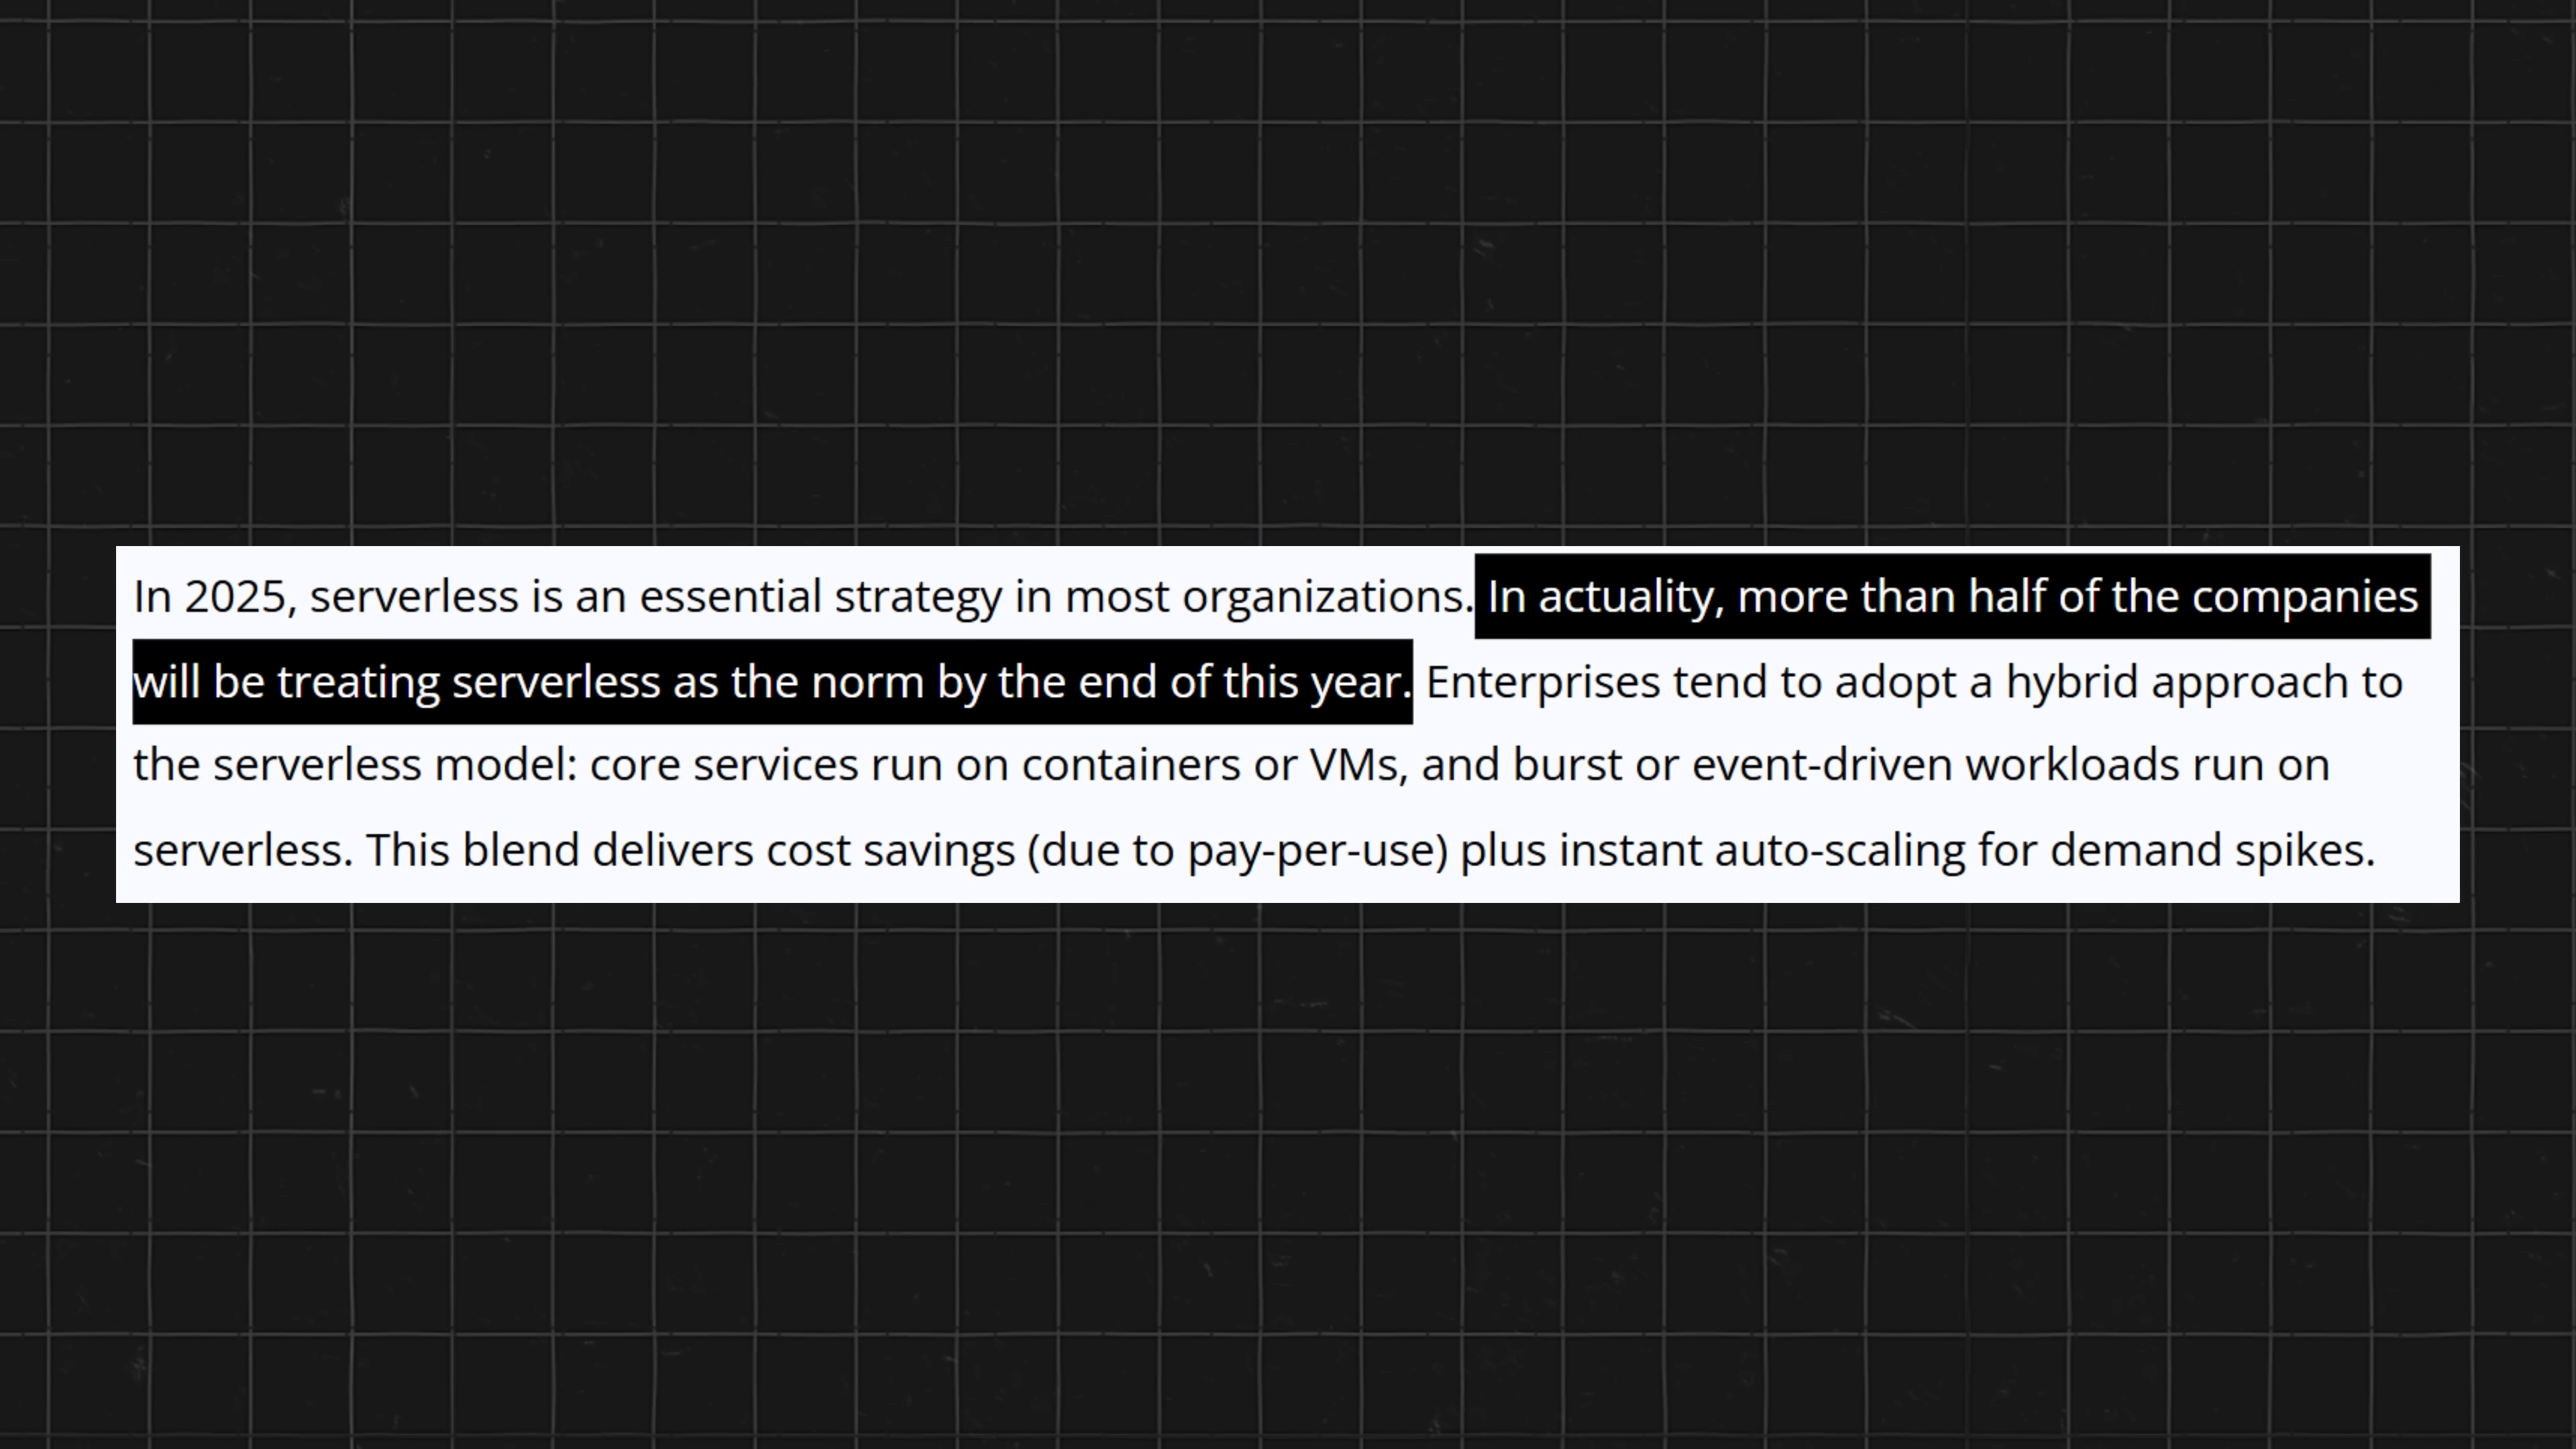 In 2025, serverless is an essential strategy in most organizations. In actuality, more than half of the companies
will be treating serverless as the norm by the end of this year. Enterprises tend to adopt a hybrid approach to
the serverless model: core services run on containers or VMs, and burst or event-driven workloads run on
serverless. This blend delivers cost savings (due to pay-per-use) plus instant auto-scaling for demand spikes.